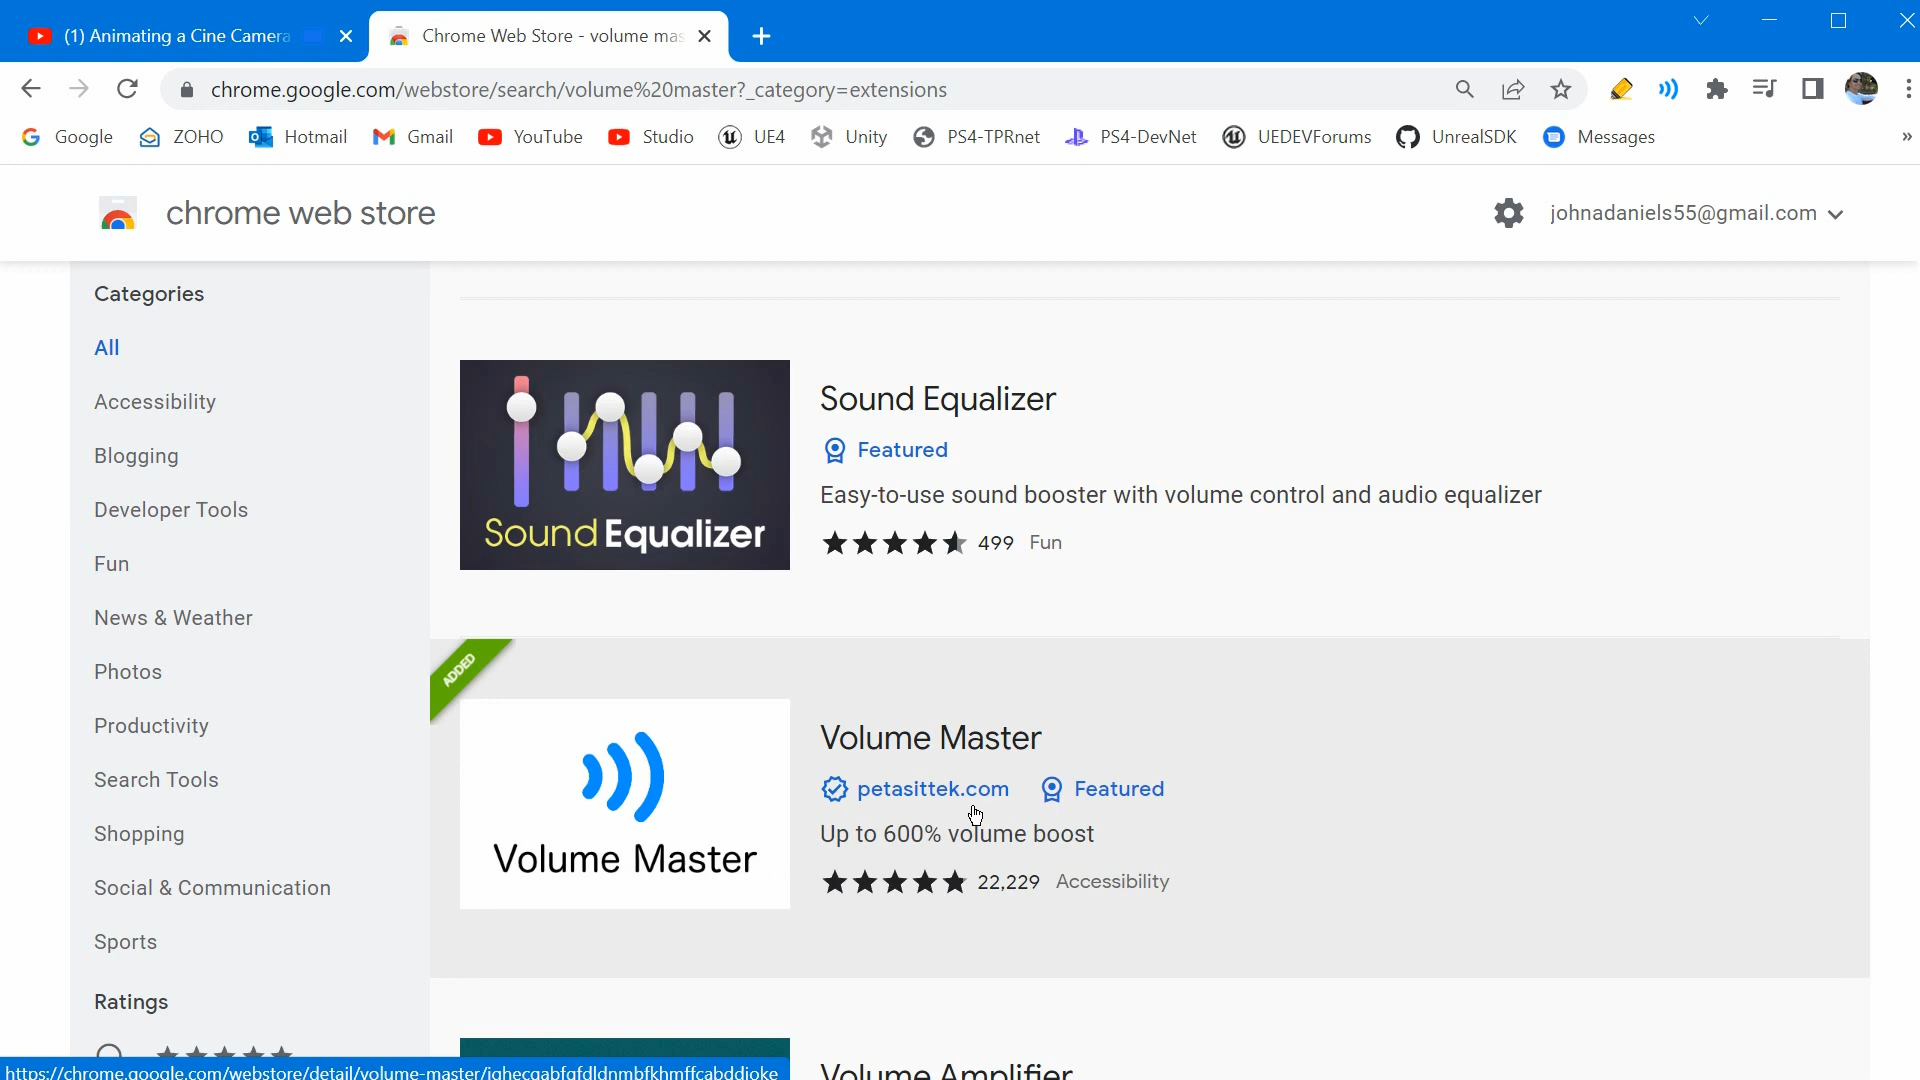 (1) Animating a Cine Camera
Chrome Web Store - volume mas
chrome.google.com/webstore/search/volume%20master?_category=extensions
Google
ZOHO
Hotmail
Gmail
YouTube
Studio
UE4
Unity
PS4-TPRnet
PS4-DevNet
UEDEVForums
UnrealSDK
Messages
»
chrome web store
johnadaniels55@gmail.com
Categories
All
Accessibility
Blogging
Developer Tools
Fun
News & Weather
Photos
Productivity
Search Tools
Shopping
Social & Communication
Sports
Ratings
Sound Equalizer
Sound Equalizer
Featured
Easy-to-use sound booster with volume control and audio equalizer
499 Fun
ADDED
Volume Master
Volume Master
petasittek.com Featured
Up to 600% volume boost
22,229 Accessibility
Volume Amplifier
https://chrome.google.com/webstore/detail/volume-master/jghecgabfgfdldnmbfkhmffcabddioke